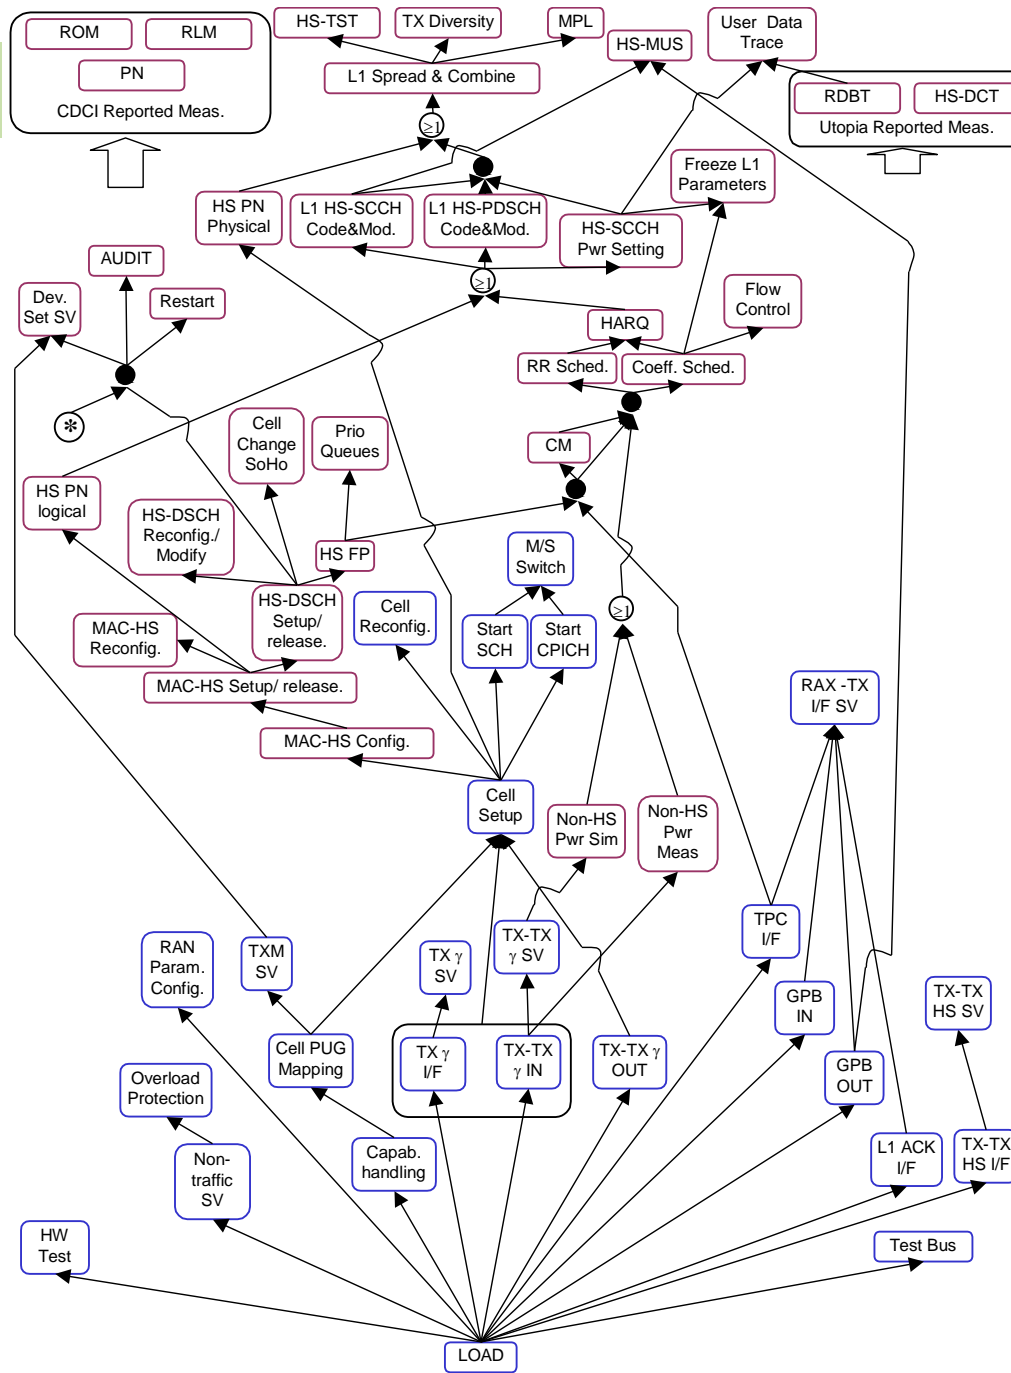 HS-TST
TX Diversity
MPL
ROM
RLM
PN
CDCI Reported Meas.
L1 Spread & Combine
HS-MUS
User Data
Trace
RDBT
HS-DCT
Utopia Reported Meas.
≥1
Freeze L1
Parameters
HS PN
Physical
L1 HS-SCCH
Code&Mod.
L1 HS-PDSCH
Code&Mod.
HS-SCCH
Pwr Setting
AUDIT
≥1
Dev.
Set SV
Restart
Flow
Control
HARQ
RR Sched.
Coeff. Sched.
*
Cell
Change
SoHo
Prio
Queues
CM
HS PN
logical
HS-DSCH
Reconfig./
Modify
HS FP
M/S
Switch
HS-DSCH
Setup/
release.
Cell
Reconfig.
≥1
MAC-HS
Reconfig.
Start
SCH
Start
CPICH
MAC-HS Setup/ release.
RAX -TX
I/F SV
MAC-HS Config.
Cell
Setup
Non-HS
Pwr Sim
Non-HS
Pwr
Meas
RAN
Param.
Config.
TXM
SV
TX γ
SV
TX-TX
γ SV
TPC
I/F
GPB
IN
TX-TX
HS SV
Cell PUG
Mapping
TX γ
I/F
TX-TX
γ IN
TX-TX γ
OUT
GPB
OUT
Overload
Protection
Non-
traffic
SV
Capab.
handling
L1 ACK
I/F
TX-TX
HS I/F
HW
Test
Test Bus
LOAD